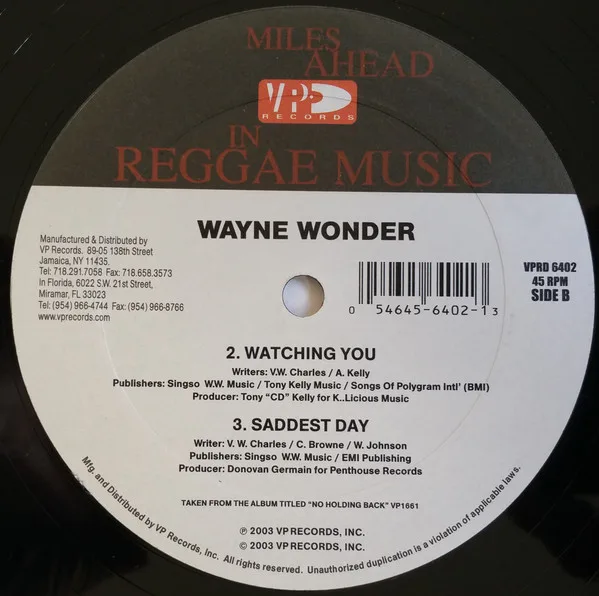 MILES
AHEAD
VP
RECORDS
IN
REGGAE MUSIC
WAYNE WONDER
Manufactured & Distributed by
VP Records. 89-05 138th Street
Jamaica, NY 11435.
Tel: 718.291.7058 Fax: 718.658.3573
In Florida, 6022 S.W. 21st Street,
Miramar, FL 33023
Tel: (954) 966-4744 Fax: (954) 966-8766
www.vprecords.com
VPRD 6402
45 RPM
SIDE B
0 54645-6402-1 3
2. WATCHING YOU
Writers: V.W. Charles / A. Kelly
Publishers: Singso W.W. Music / Tony Kelly Music / Songs Of Polygram Intl' (BMI)
Producer: Tony “CD” Kelly for K..Licious Music
3. SADDEST DAY
Writer: V. W. Charles / C. Browne / W. Johnson
Publishers: Singso W.W. Music / EMI Publishing
Producer: Donovan Germain for Penthouse Records
TAKEN FROM THE ALBUM TITLED “NO HOLDING BACK” VP1661
℗ 2003 VP RECORDS, INC.
© 2003 VP RECORDS, INC.
Mfg. and Distributed by VP Records, Inc. All rights reserved. Unauthorized duplication is a violation of applicable laws.